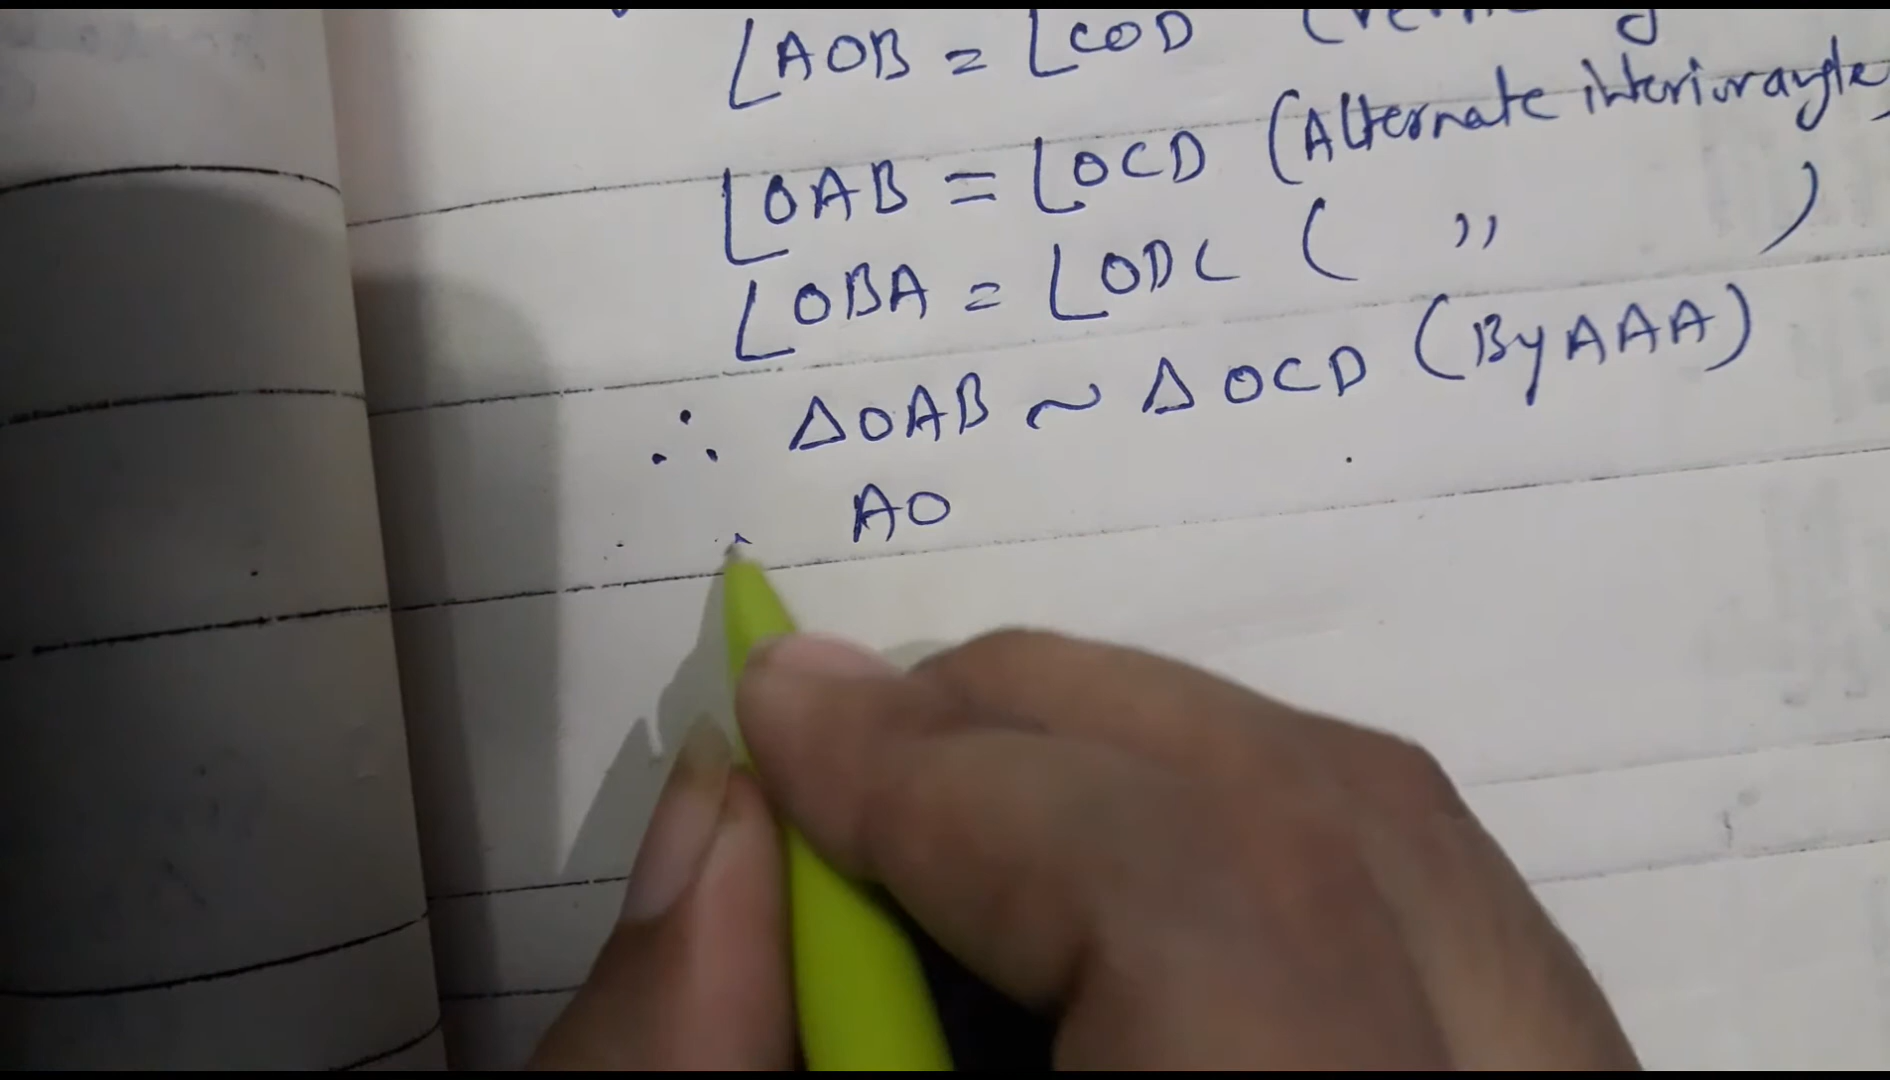 ∠AOB = ∠COD (
∠OAB = ∠OCD (Alternate interior angle
∠OBA = ∠ODC ( ,, )
∴ ΔOAB ~ ΔOCD (By AAA)
AO